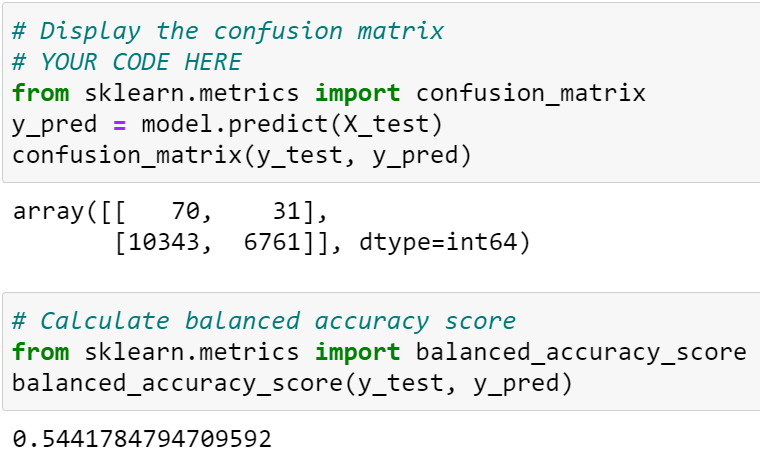 # Display the confusion matrix
# YOUR CODE HERE
from sklearn.metrics import confusion_matrix
y_pred = model.predict(X_test)
confusion_matrix(y_test, y_pred)
array([[   70,    31],
       [10343,  6761]], dtype=int64)
# Calculate balanced accuracy score
from sklearn.metrics import balanced_accuracy_score
balanced_accuracy_score(y_test, y_pred)
0.5441784794709592